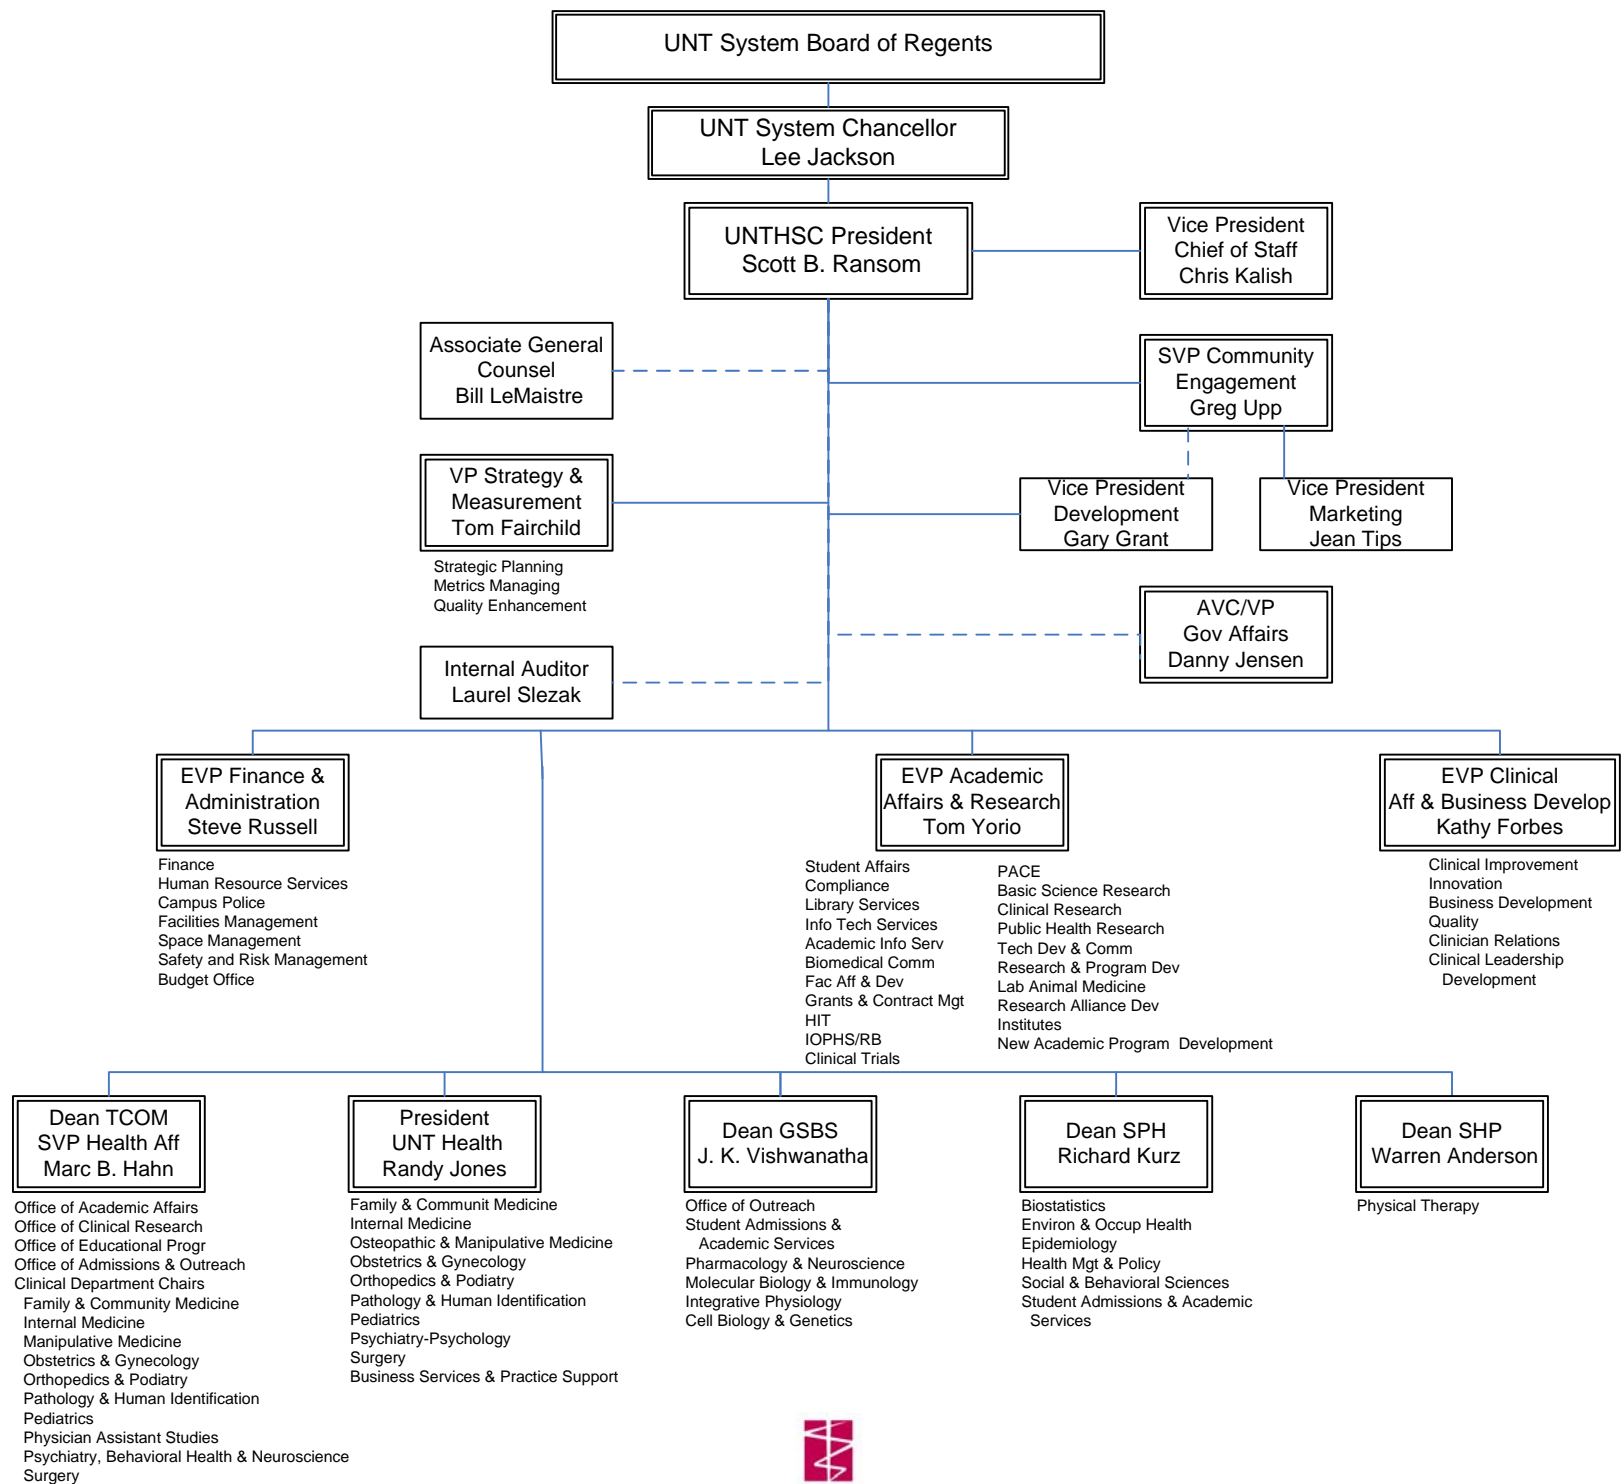 UNT System Board of Regents
UNT System Chancellor
Lee Jackson
UNTHSC President
Scott B. Ransom
Vice President
Chief of Staff
Chris Kalish
Associate General
Counsel
Bill LeMaistre
SVP Community
Engagement
Greg Upp
VP Strategy &
Measurement
Tom Fairchild
Strategic Planning
Metrics Managing
Quality Enhancement
Vice President
Development
Gary Grant
Vice President
Marketing
Jean Tips
AVC/VP
Gov Affairs
Danny Jensen
Internal Auditor
Laurel Slezak
EVP Finance &
Administration
Steve Russell
Finance
Human Resource Services
Campus Police
Facilities Management
Space Management
Safety and Risk Management
Budget Office
EVP Academic
Affairs & Research
Tom Yorio
Student Affairs
Compliance
Library Services
Info Tech Services
Academic Info Serv
Biomedical Comm
Fac Aff & Dev
Grants & Contract Mgt
HIT
IOPHS/RB
Clinical Trials
PACE
Basic Science Research
Clinical Research
Public Health Research
Tech Dev & Comm
Research & Program Dev
Lab Animal Medicine
Research Alliance Dev
Institutes
New Academic Program  Development
EVP Clinical
Aff & Business Develop
Kathy Forbes
Clinical Improvement
Innovation
Business Development
Quality
Clinician Relations
Clinical Leadership
Development
Dean TCOM
SVP Health Aff
Marc B. Hahn
Office of Academic Affairs
Office of Clinical Research
Office of Educational Progr
Office of Admissions & Outreach
Clinical Department Chairs
Family & Community Medicine
Internal Medicine
Manipulative Medicine
Obstetrics & Gynecology
Orthopedics & Podiatry
Pathology & Human Identification
Pediatrics
Physician Assistant Studies
Psychiatry, Behavioral Health & Neuroscience
Surgery
President
UNT Health
Randy Jones
Family & Communit Medicine
Internal Medicine
Osteopathic & Manipulative Medicine
Obstetrics & Gynecology
Orthopedics & Podiatry
Pathology & Human Identification
Pediatrics
Psychiatry-Psychology
Surgery
Business Services & Practice Support
Dean GSBS
J. K. Vishwanatha
Office of Outreach
Student Admissions &
Academic Services
Pharmacology & Neuroscience
Molecular Biology & Immunology
Integrative Physiology
Cell Biology & Genetics
Dean SPH
Richard Kurz
Biostatistics
Environ & Occup Health
Epidemiology
Health Mgt & Policy
Social & Behavioral Sciences
Student Admissions & Academic
Services
Dean SHP
Warren Anderson
Physical Therapy